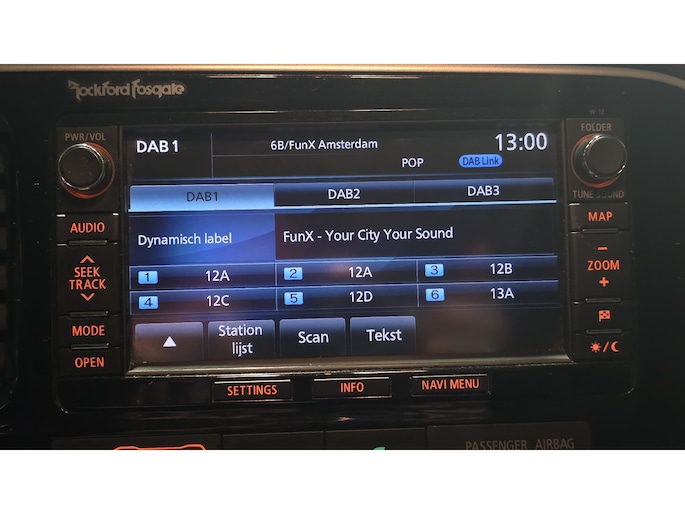 Rockford Fosgate
PWR/VOL
FOLDER
DAB 1
6B/FunX Amsterdam
13:00
POP
DAB Link
TUNE SOUND
DAB1
DAB2
DAB3
AUDIO
MAP
Dynamisch label
FunX - Your City Your Sound
SEEK
TRACK
ZOOM
1 12A
2 12A
3 12B
4 12C
5 12D
6 13A
MODE
Station
lijst
Scan
Tekst
OPEN
SETTINGS
INFO
NAVI MENU
PASSENGER AIRBAG